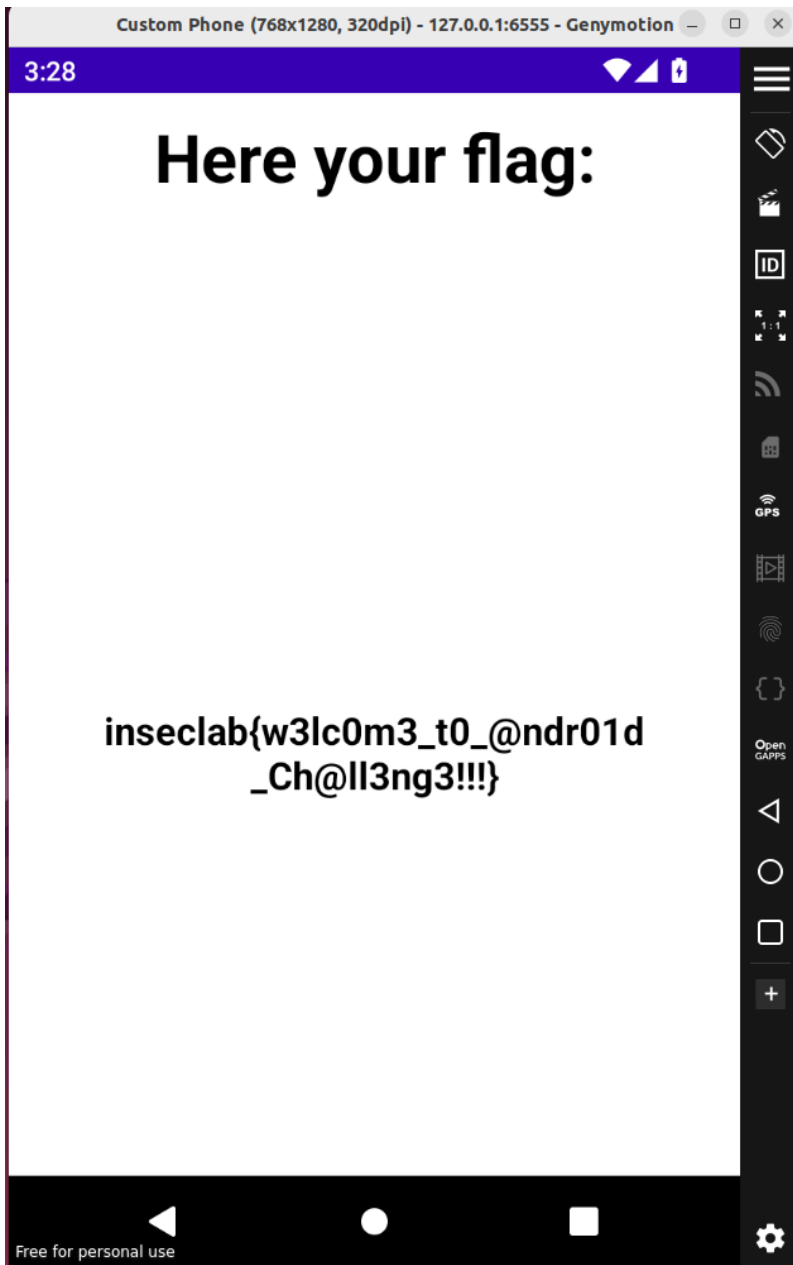 Custom Phone (768x1280, 320dpi) - 127.0.0.1:6555 - Genymotion
3:28
Here your flag:
ID
1:1
GPS
inseclab{w3lc0m3_t0_@ndr01d
_Ch@ll3ng3!!!}
Open
GAPPS
Free for personal use